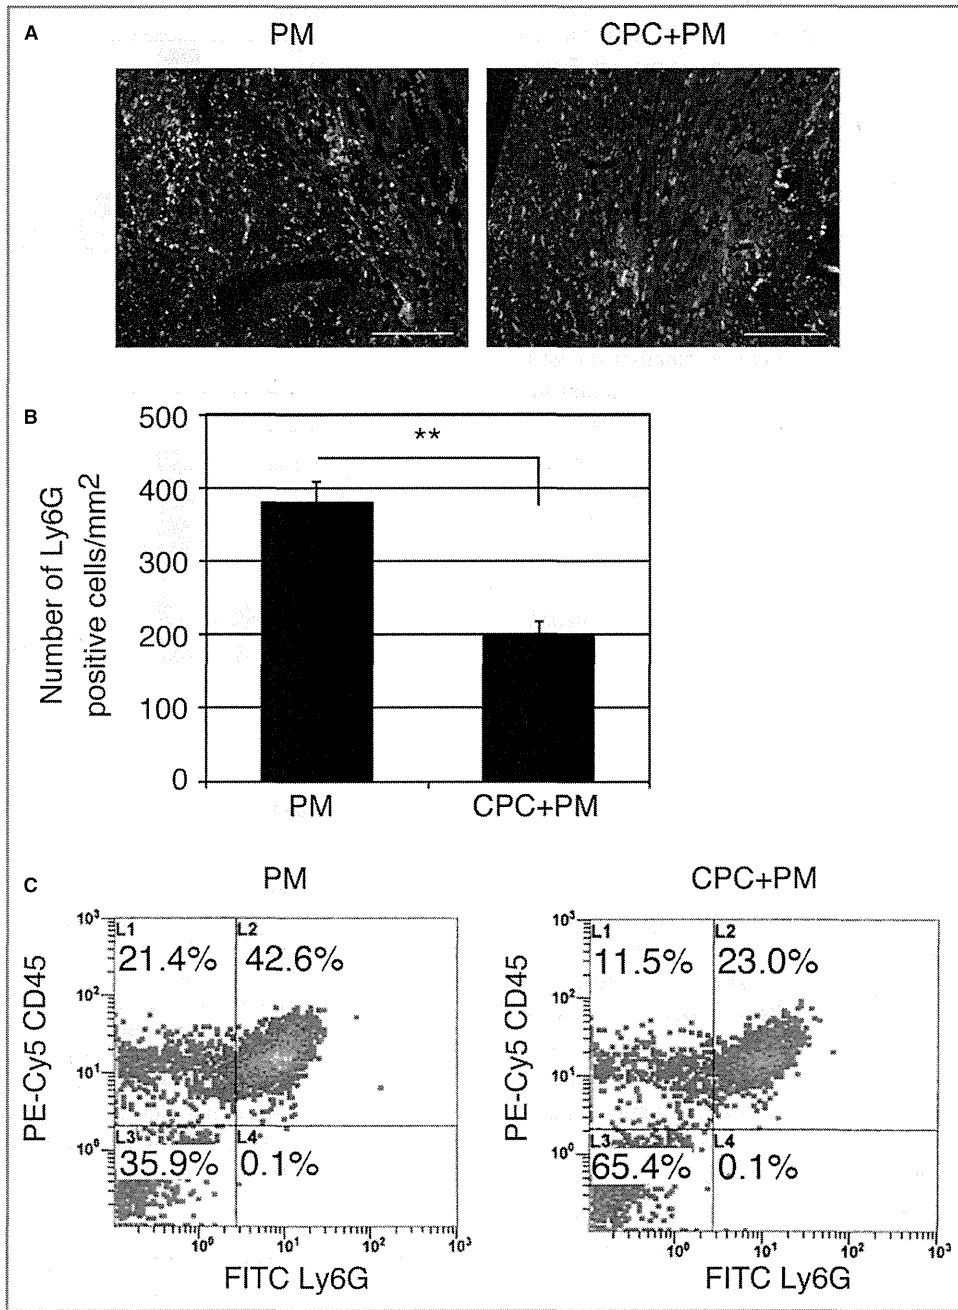 A
PM
CPC+PM
B
Number of Ly6G
positive cells/mm2
500
400
300
200
100
0
**
PM
CPC+PM
C
PM
CPC+PM
PE-Cy5 CD45
10³
10²
10¹
10⁰
L1
21.4%
L2
42.6%
L3
35.9%
L4
0.1%
10⁰
10¹
10²
10³
FITC Ly6G
PE-Cy5 CD45
10³
10²
10¹
10⁰
L1
11.5%
L2
23.0%
L3
65.4%
L4
0.1%
10⁰
10¹
10²
10³
FITC Ly6G